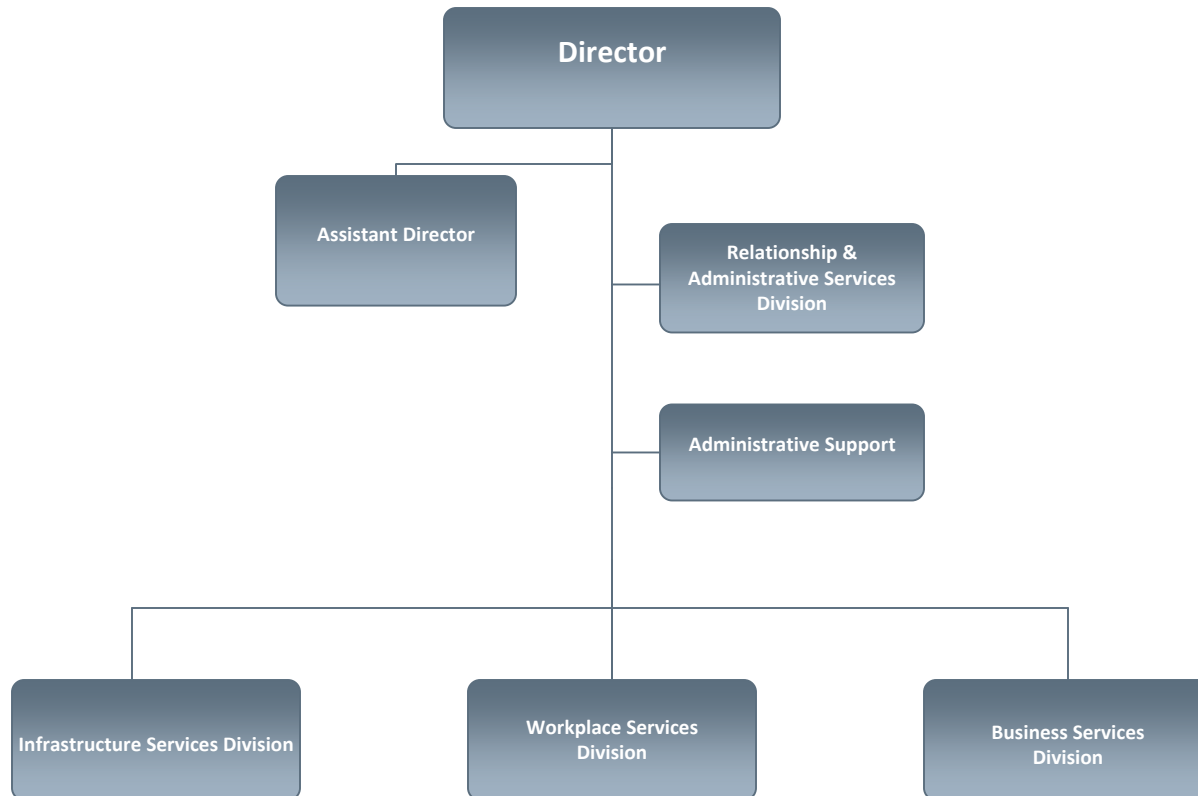 Director
Assistant Director
Relationship &
Administrative Services
Division
Administrative Support
Infrastructure Services Division
Workplace Services
Division
Business Services
Division